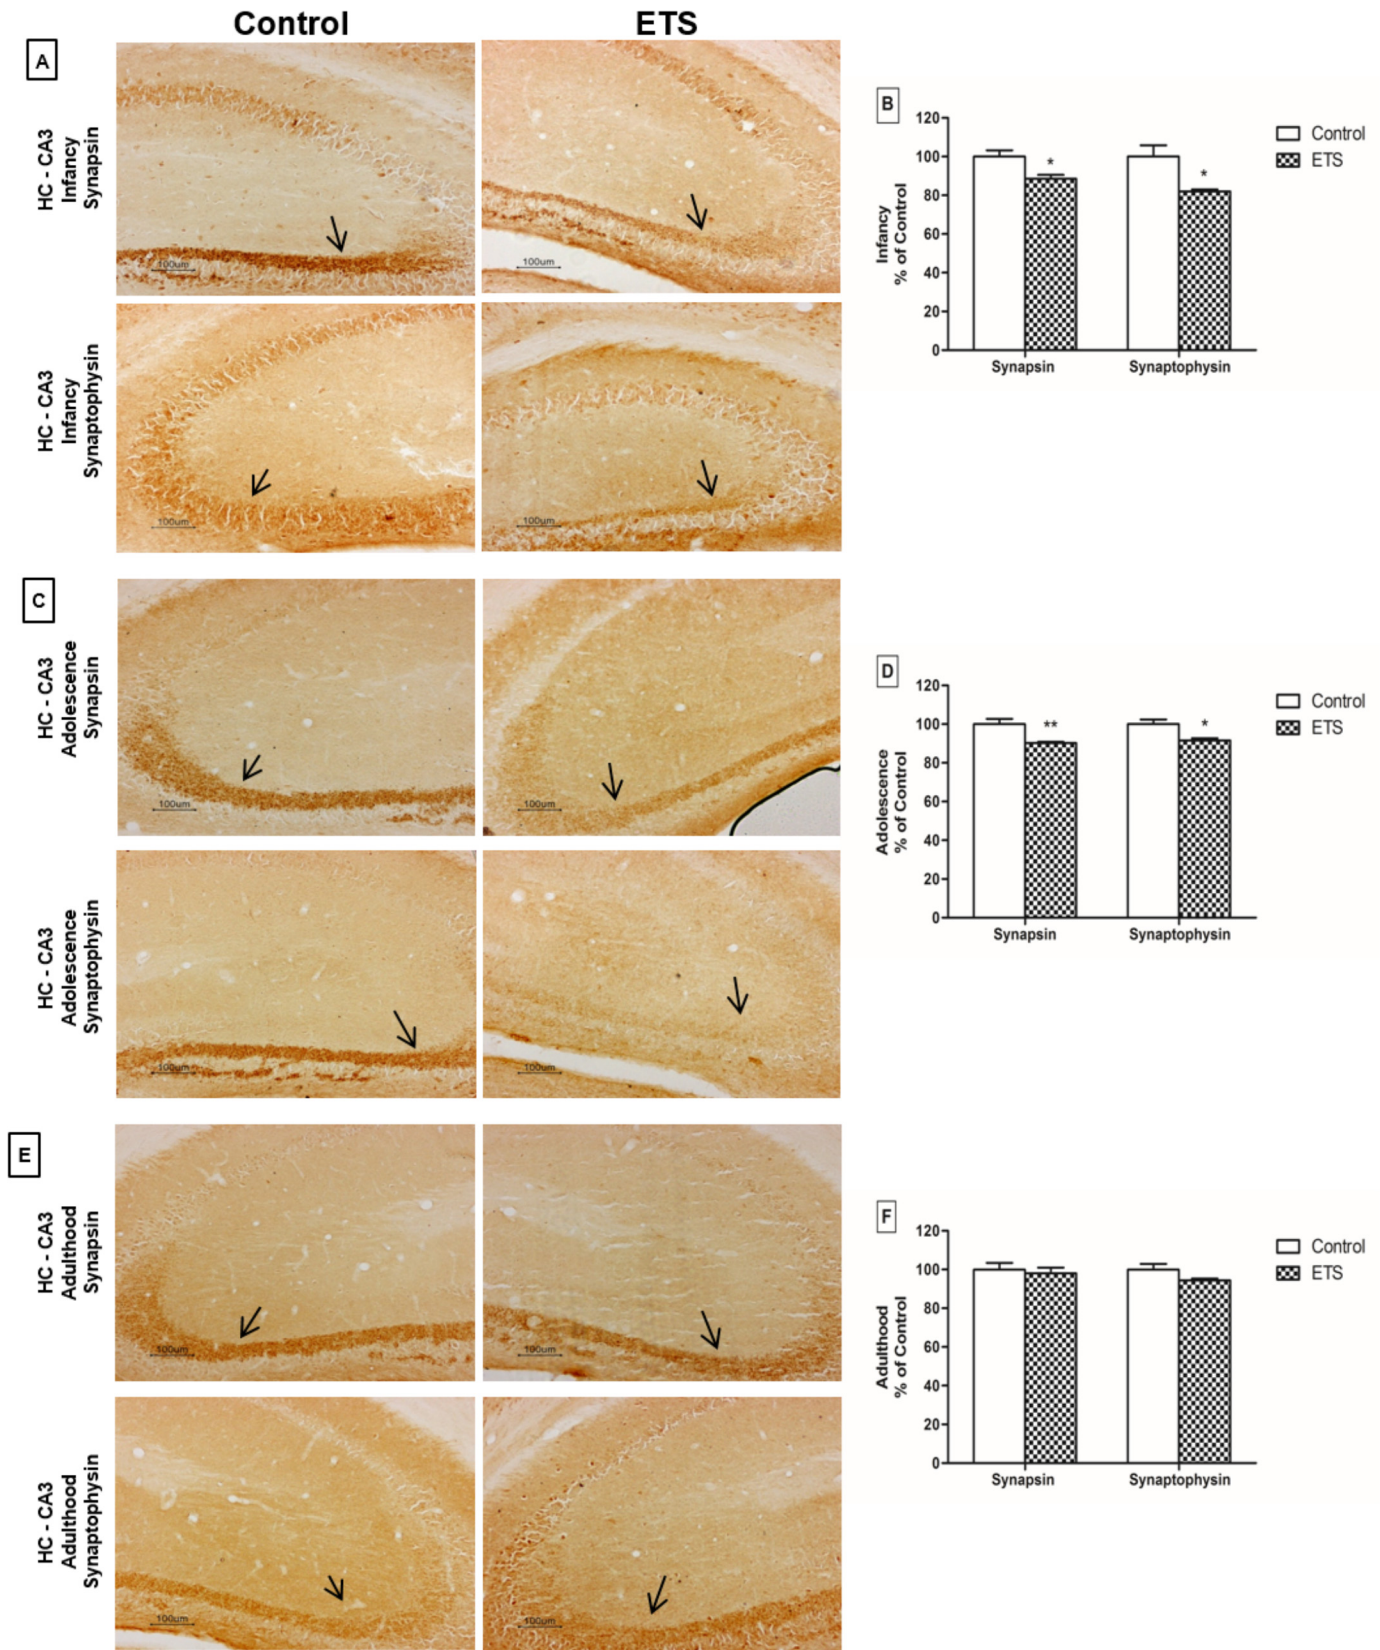 Control
ETS
A
HC - CA3
Infancy
Synapsin
100um
100um
B
120
100
80
60
40
20
0
Infancy
% of Control
*
*
Synapsin
Synaptophysin
Control
ETS
HC - CA3
Infancy
Synaptophysin
100um
100um
C
HC - CA3
Adolescence
Synapsin
100um
100um
D
120
100
80
60
40
20
0
Adolescence
% of Control
**
*
Synapsin
Synaptophysin
Control
ETS
HC - CA3
Adolescence
Synaptophysin
100um
100um
E
HC - CA3
Adulthood
Synapsin
100um
100um
F
120
100
80
60
40
20
0
Adulthood
% of Control
Synapsin
Synaptophysin
Control
ETS
HC - CA3
Adulthood
Synaptophysin
100um
100um